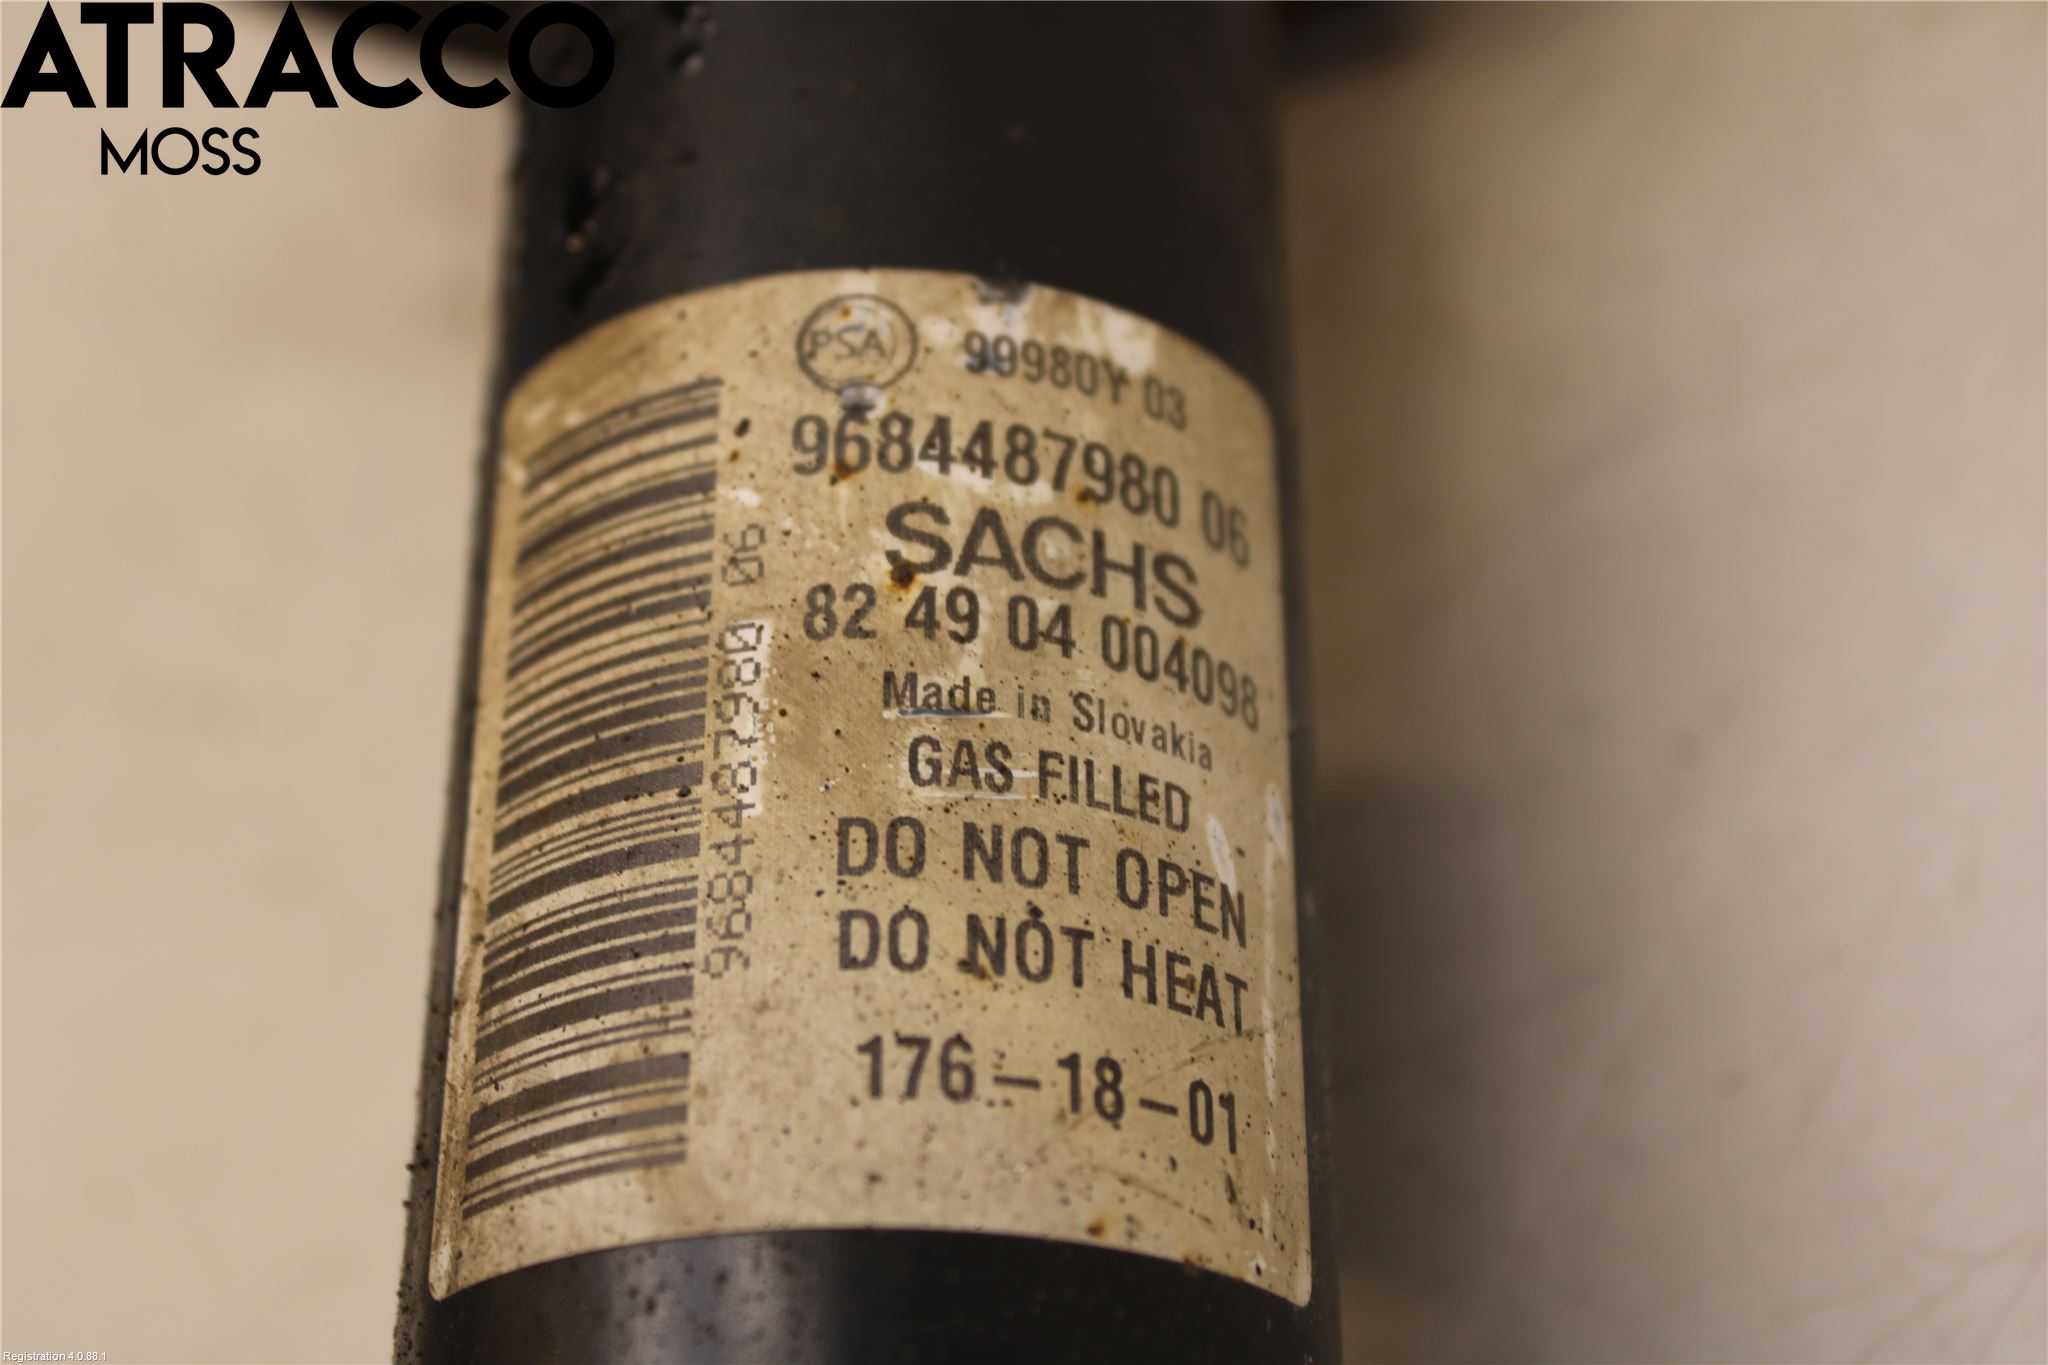 ATRACCO
MOSS
PSA 99980Y 03
9684487980 06
SACHS
82 49 04 004098
Made in Slovakia
GAS FILLED
DO NOT OPEN
DO NOT HEAT
176-18-01
9684487980 06
Registration 4.0.88.1